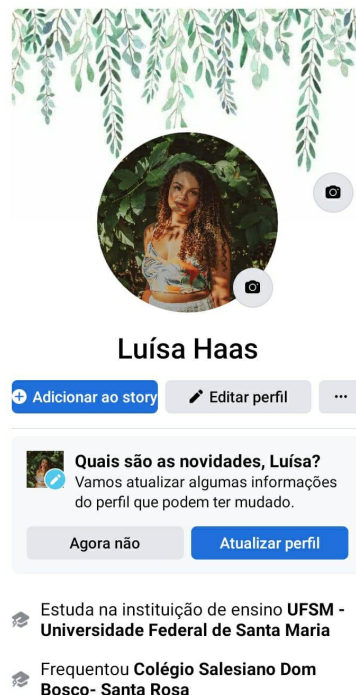 Luísa Haas
Adicionar ao story
Editar perfil
Quais são as novidades, Luísa?
Vamos atualizar algumas informações
do perfil que podem ter mudado.
Agora não
Atualizar perfil
Estuda na instituição de ensino UFSM -
Universidade Federal de Santa Maria
Frequentou Colégio Salesiano Dom
Bosco- Santa Rosa